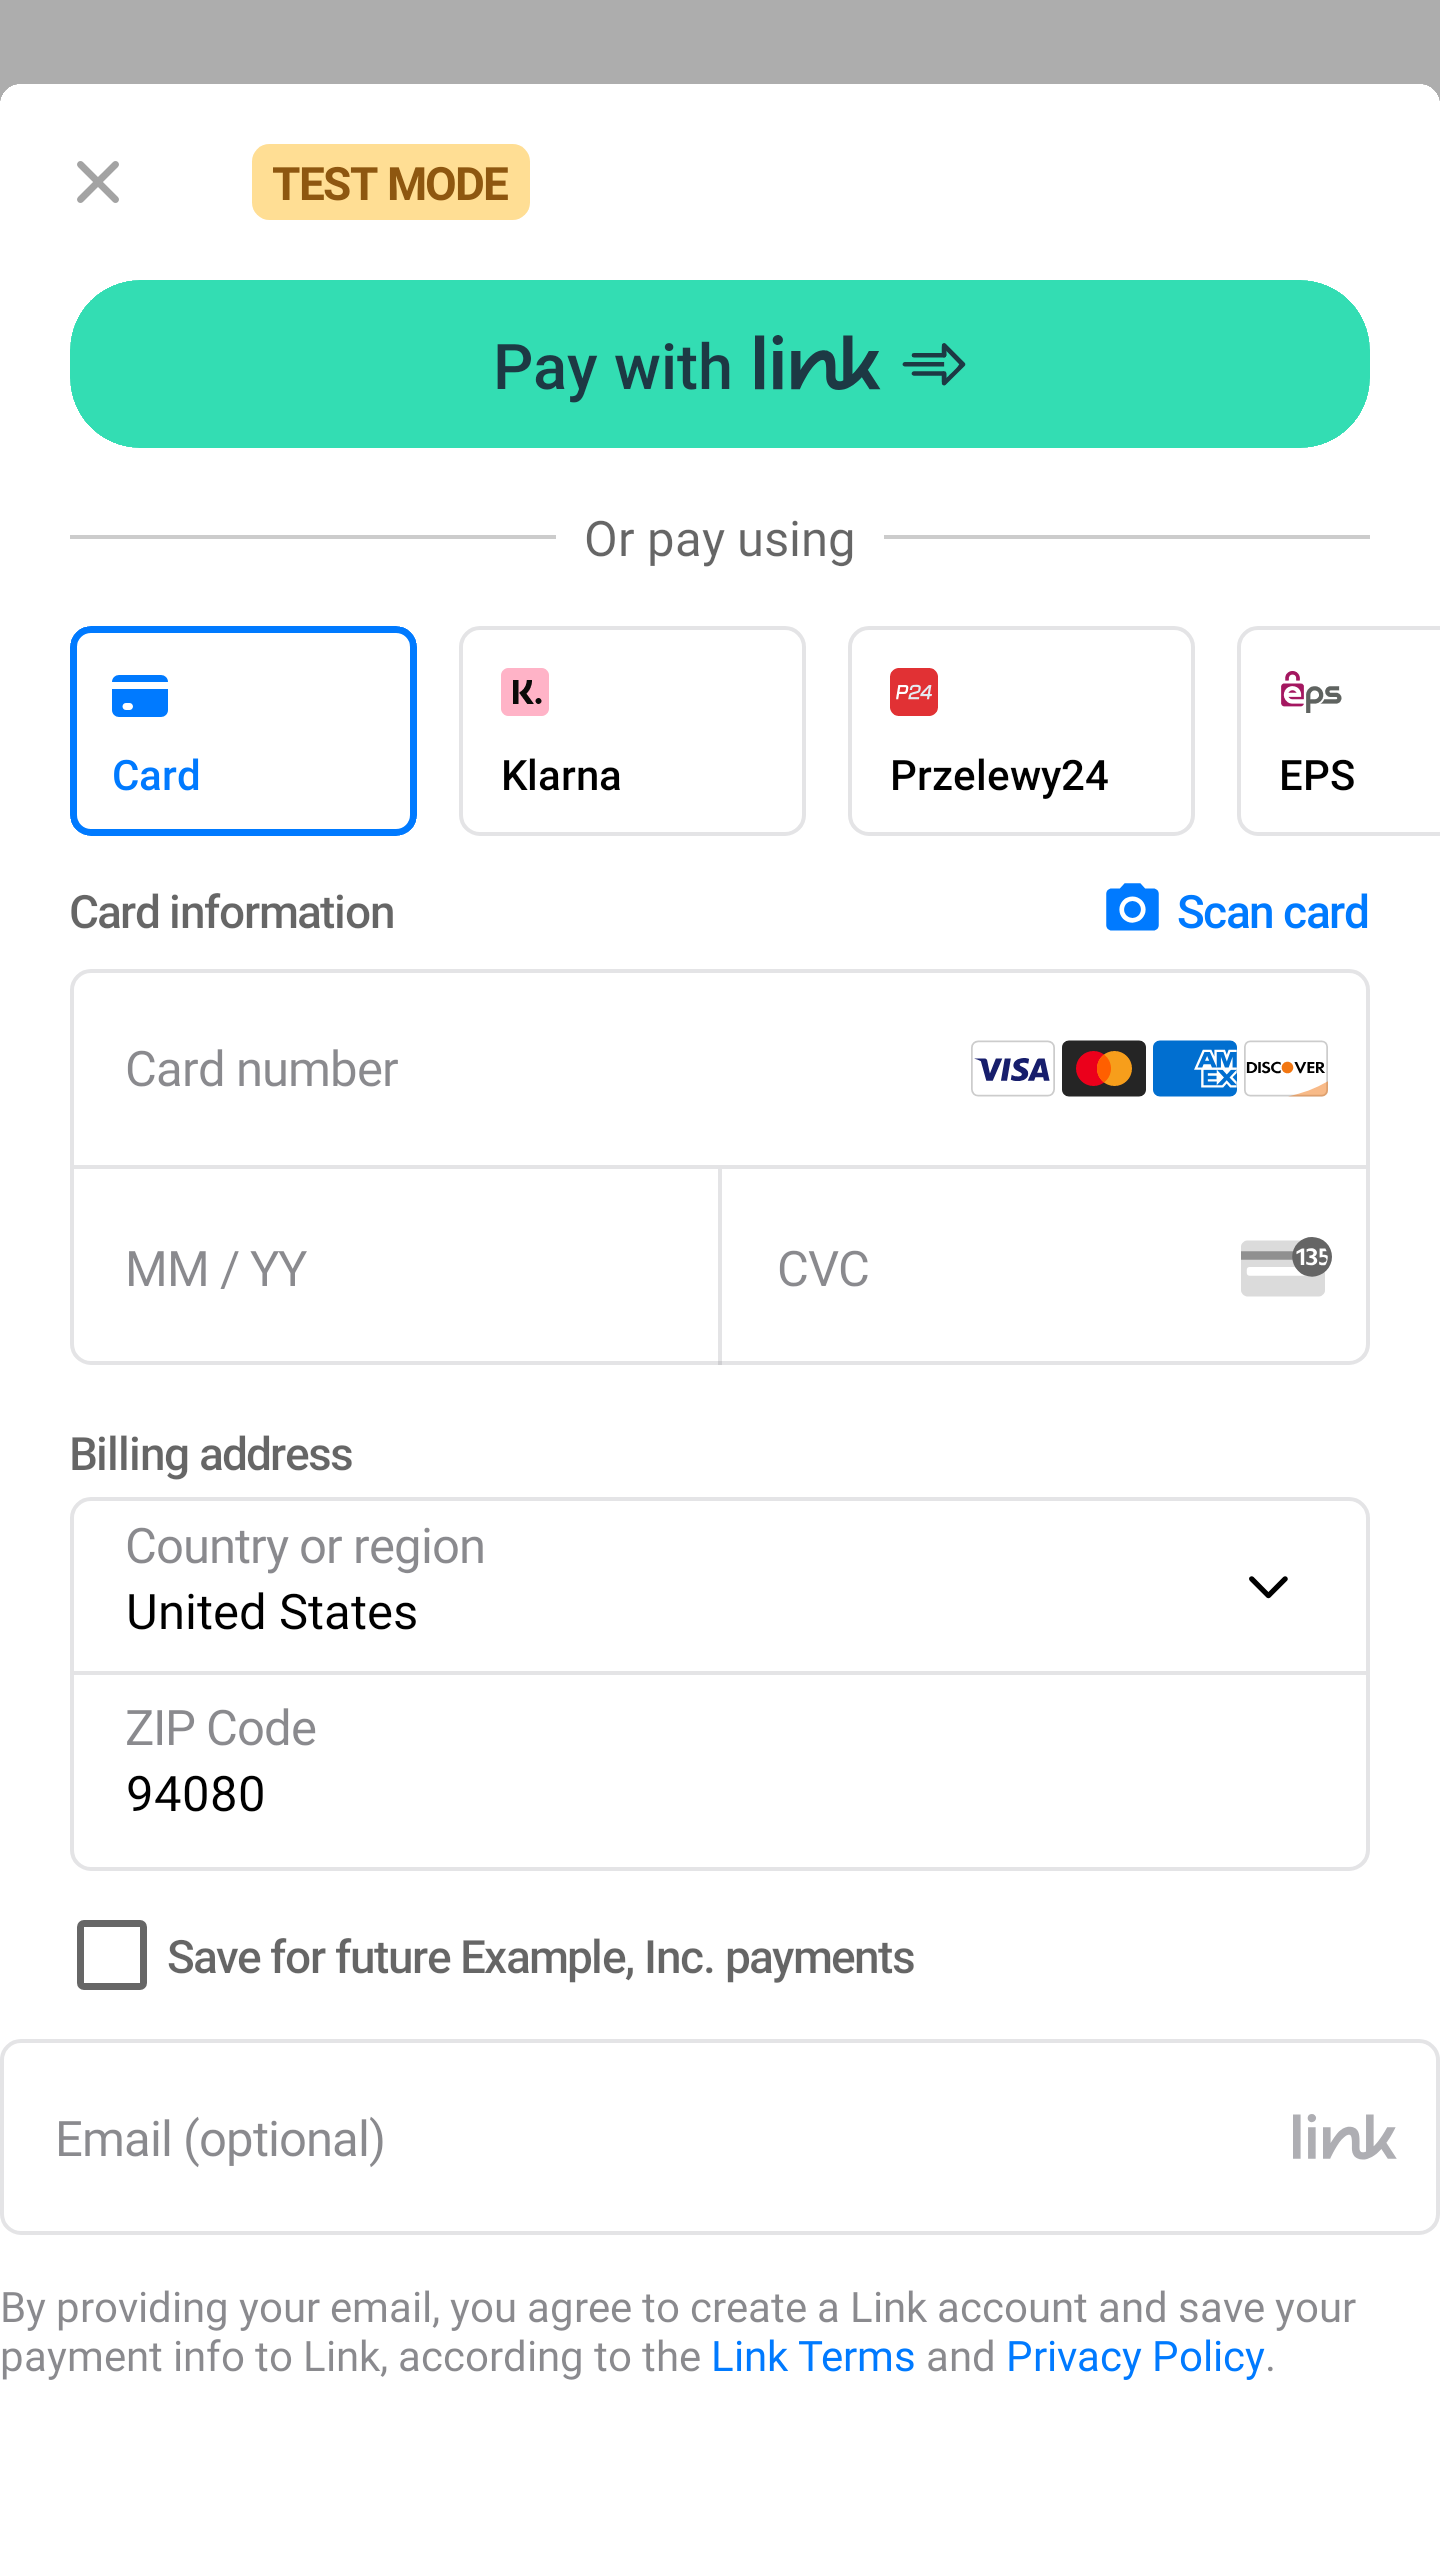 TEST MODE
Pay with link
Or pay using
K. P24 eps
Card Klarna Przelewy24 EPS
Card information Scan card
Card number VISA AMEX DISCOVER
MM / YY CVC 135
Billing address
Country or region
United States
ZIP Code
94080
Save for future Example, Inc. payments
Email (optional) link
By providing your email, you agree to create a Link account and save your
payment info to Link, according to the Link Terms and Privacy Policy.